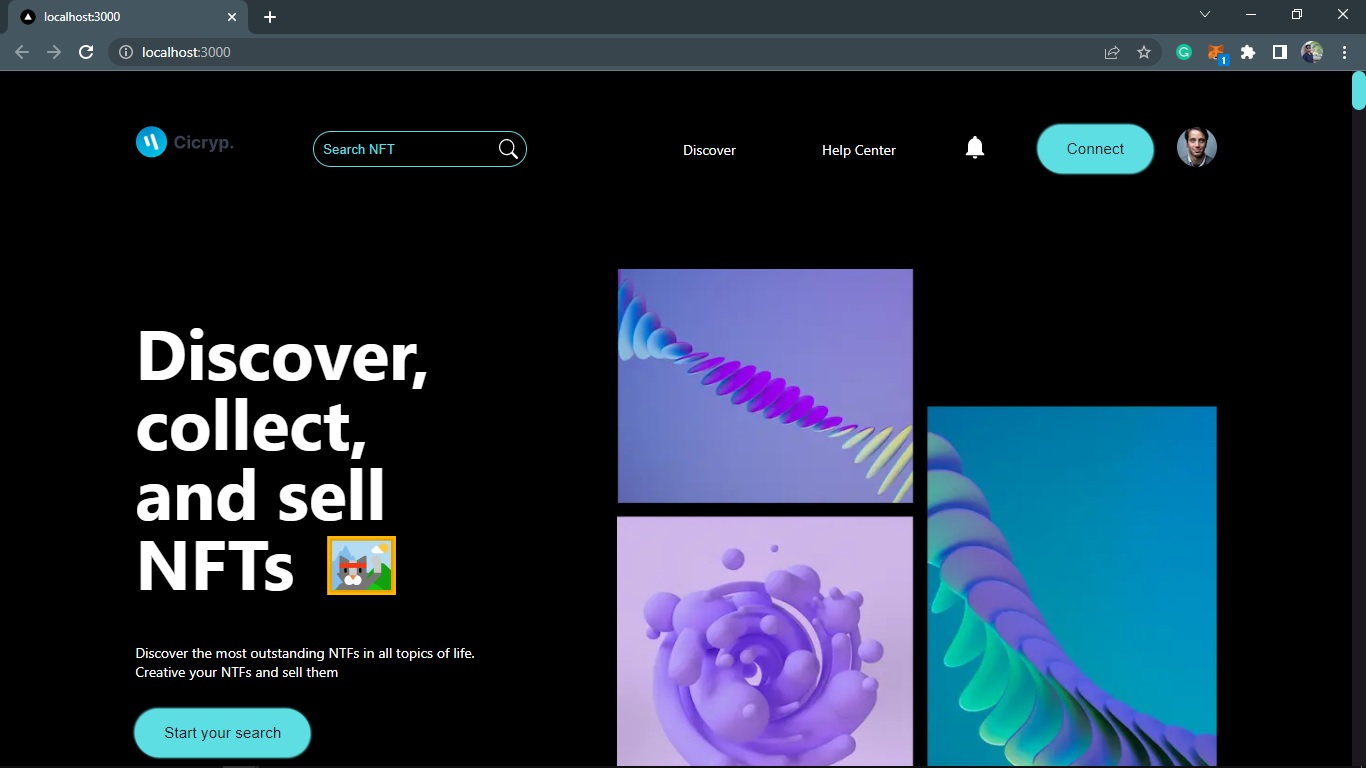 localhost:3000
localhost:3000
1
Cicryp.
Search NFT
Discover
Help Center
Connect
Discover,
collect,
and sell
NFTs
Discover the most outstanding NTFs in all topics of life.
Creative your NTFs and sell them
Start your search